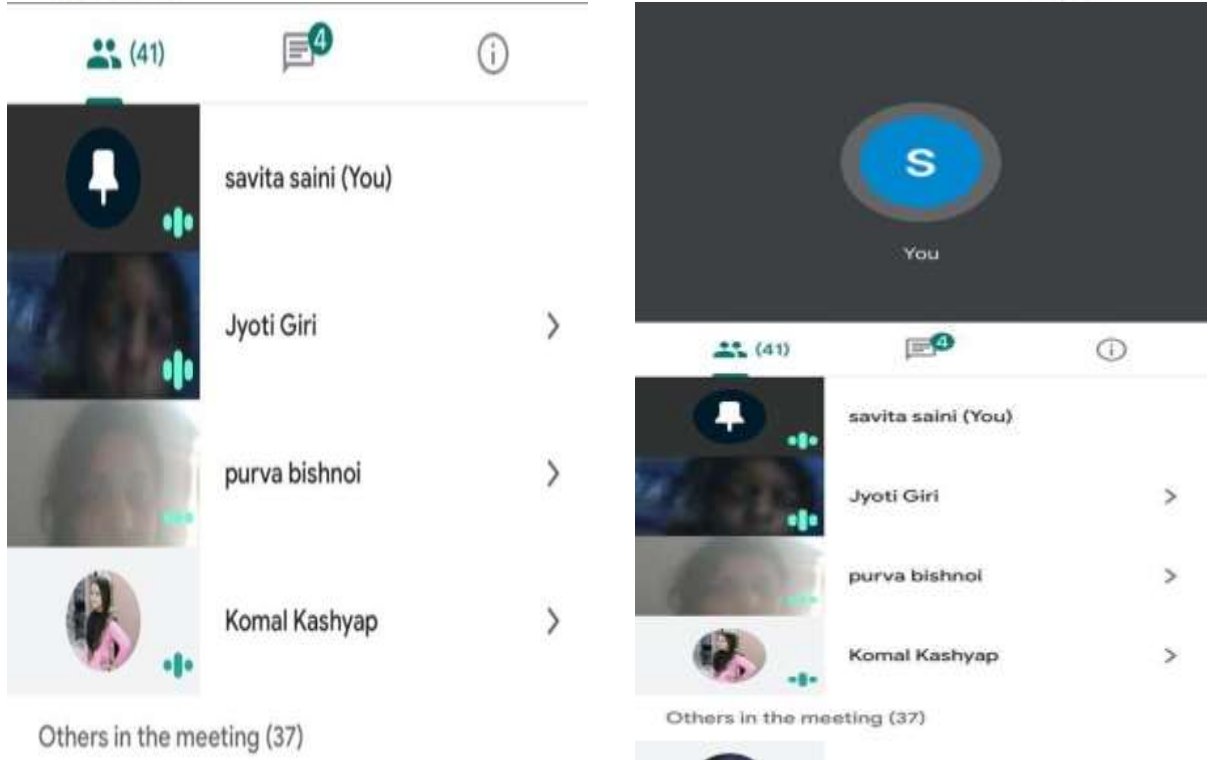 (41)
4
savita saini (You)
Jyoti Giri
purva bishnoi
Komal Kashyap
Others in the meeting (37)
S
You
(41)
4
savita saini (You)
Jyoti Giri
purva bishnoi
Komal Kashyap
Others in the meeting (37)